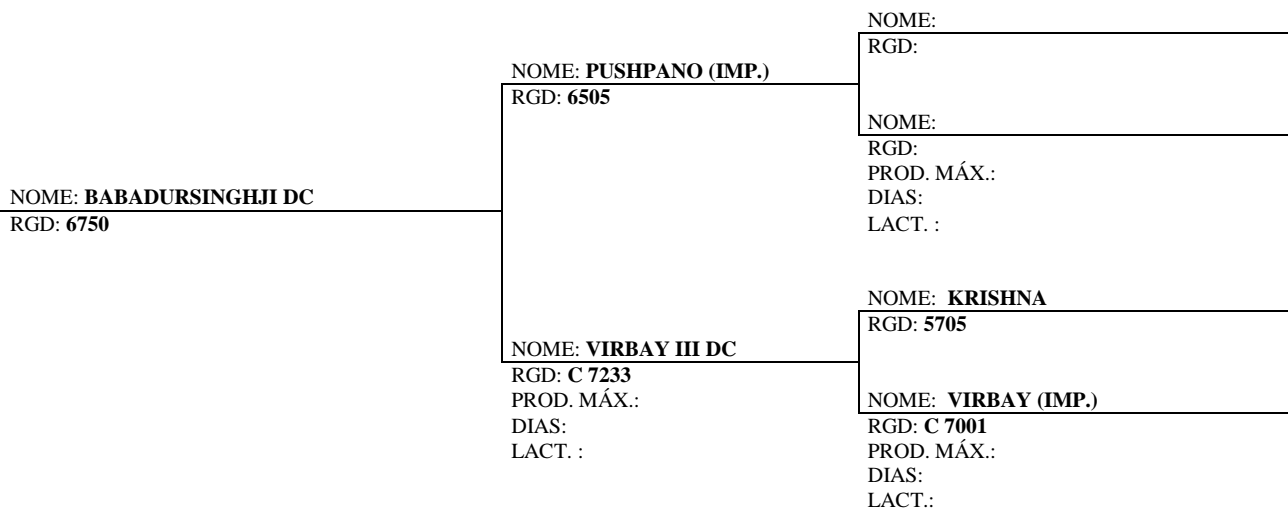 NOME: BABADURSINGHJI DC
RGD: 6750
NOME: PUSHPANO (IMP.)
RGD: 6505
NOME: VIRBAY III DC
RGD: C 7233
PROD. MÁX.:
DIAS:
LACT. :
NOME:
RGD:
NOME:
RGD:
PROD. MÁX.:
DIAS:
LACT. :
NOME: KRISHNA
RGD: 5705
NOME: VIRBAY (IMP.)
RGD: C 7001
PROD. MÁX.:
DIAS:
LACT.: